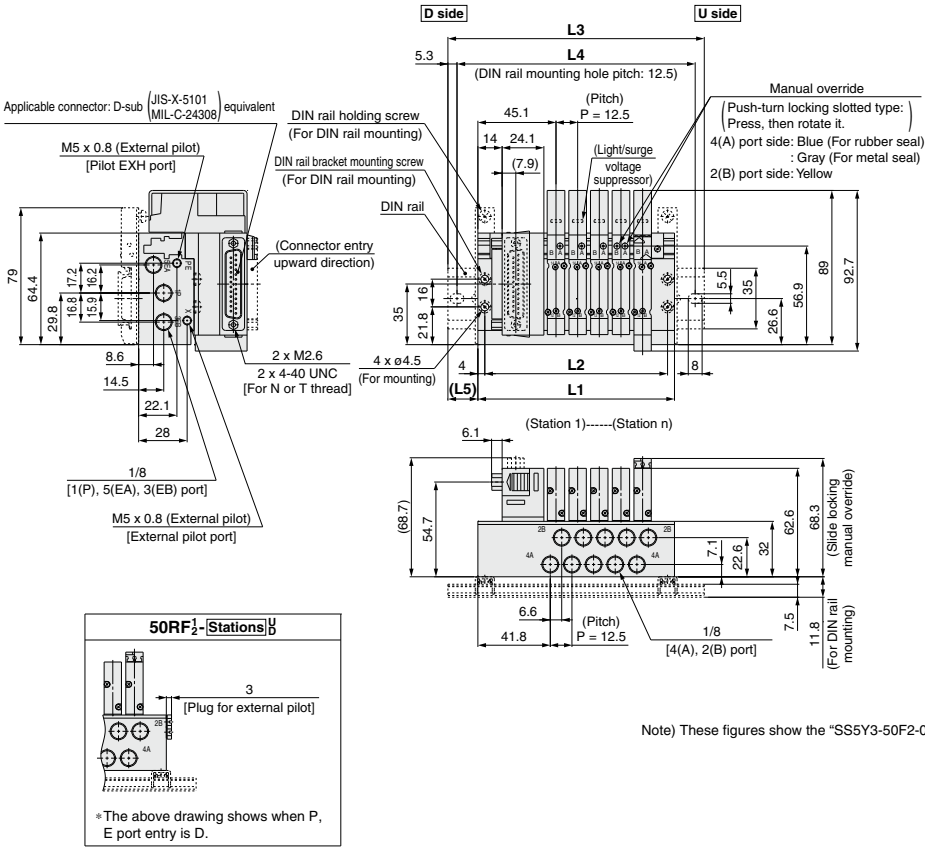 D side
U side
L3
5.3
L4
(DIN rail mounting hole pitch: 12.5)
Applicable connector: D-sub (JIS-X-5101 MIL-C-24308) equivalent
DIN rail holding screw
(For DIN rail mounting)
45.1
(Pitch)
P = 12.5
Manual override
(Push-turn locking slotted type:
Press, then rotate it.)
4(A) port side: Blue (For rubber seal)
: Gray (For metal seal)
2(B) port side: Yellow
M5 x 0.8 (External pilot)
[Pilot EXH port]
DIN rail bracket mounting screw
(For DIN rail mounting)
14
24.1
(7.9)
(Light/surge
voltage
suppressor)
DIN rail
(Connector entry
upward direction)
79
64.4
29.8
17.2
16.2
16.8
15.9
PE
X
35
16
21.8
B A
B A
B A
B A
B A
5.5
35
26.6
56.9
89
92.7
8.6
14.5
22.1
28
2 x M2.6
2 x 4-40 UNC
[For N or T thread]
4 x ø4.5
(For mounting)
4
L2
8
(L5)
L1
(Station 1)------(Station n)
1/8
[1(P), 5(EA), 3(EB) port]
M5 x 0.8 (External pilot)
[External pilot port]
6.1
(68.7)
54.7
2B
2B
4A
4A
7.1
22.6
32
62.6
68.3
(Slide locking
manual override)
6.6
41.8
(Pitch)
P = 12.5
1/8
[4(A), 2(B) port]
7.5
11.8
(For DIN rail
mounting)
50RF½-Stations U D
3
[Plug for external pilot]
2B
4A
*The above drawing shows when P,
E port entry is D.
Note) These figures show the “SS5Y3-50F2-0